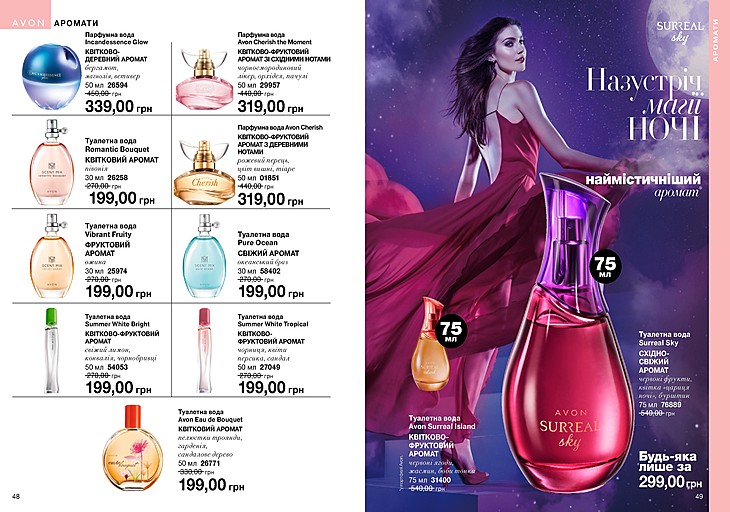 AVON АРОМАТИ
Парфумна вода
Incandessence Glow
КВІТКОВО-
ДЕРЕВНИЙ АРОМАТ
бергамот,
магнолія, ветивер
50 мл 26594
450,00 грн
339,00 грн
Парфумна вода
Avon Cherish the Moment
КВІТКОВО-ФРУКТОВИЙ
АРОМАТ ЗІ СХІДНИМИ НОТАМИ
чорносмородиновий
лікер, орхідея, пачулі
50 мл 29957
440,00 грн
319,00 грн
Туалетна вода
Romantic Bouquet
КВІТКОВИЙ АРОМАТ
півонія
30 мл 26258
270,00 грн
199,00 грн
Парфумна вода Avon Cherish
КВІТКОВО-ФРУКТОВИЙ
АРОМАТ З ДЕРЕВНИМИ
НОТАМИ
рожевий перець,
цвіт вишні, тіаре
50 мл 01851
440,00 грн
319,00 грн
Cherish
Туалетна вода
Vibrant Fruity
ФРУКТОВИЙ
АРОМАТ
ожина
30 мл 25974
270,00 грн
199,00 грн
Туалетна вода
Pure Ocean
СВІЖИЙ АРОМАТ
океанський бриз
30 мл 58402
270,00 грн
199,00 грн
Туалетна вода
Summer White Bright
КВІТКОВО-ФРУКТОВИЙ
АРОМАТ
свіжий лимон,
конвалія, чорнобривці
50 мл 54053
270,00 грн
199,00 грн
Туалетна вода
Summer White Tropical
КВІТКОВО-
ФРУКТОВИЙ АРОМАТ
чорниця, квіти
персика, сандал
50 мл 27049
270,00 грн
199,00 грн
Туалетна вода
Avon Eau de Bouquet
КВІТКОВИЙ АРОМАТ
пелюстки троянди,
гарденія,
сандалове дерево
50 мл 26771
330,00 грн
199,00 грн
48
SURREAL
sky
АРОМАТИ
Назустріч
магії
НОЧІ
наймістичніший
аромат*
75
МЛ
75
МЛ
AVON
SURREAL
sky
Туалетна вода
Avon Surreal Island
КВІТКОВО-
ФРУКТОВИЙ
АРОМАТ
червоні ягоди,
жасмин, боби тонка
75 мл 31400
540,00 грн
Туалетна вода
Surreal Sky
СХІДНО-
СВІЖИЙ
АРОМАТ
червоні фрукти,
квітка «цариця
ночі», бурштин
75 мл 76889
540,00 грн
Будь-яка
лише за
299,00 грн
49